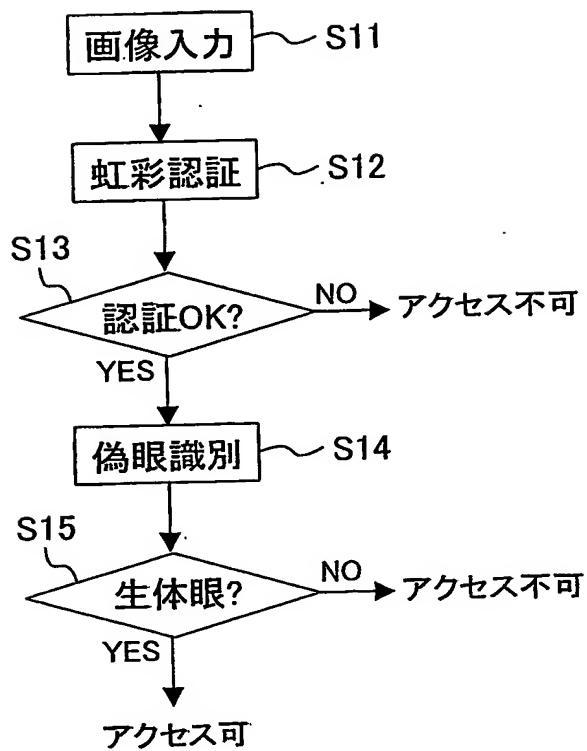 画像入力 S11
虹彩認証 S12
S13
認証OK? NO アクセス不可
YES
偽眼識別 S14
S15
生体眼? NO アクセス不可
YES
アクセス可